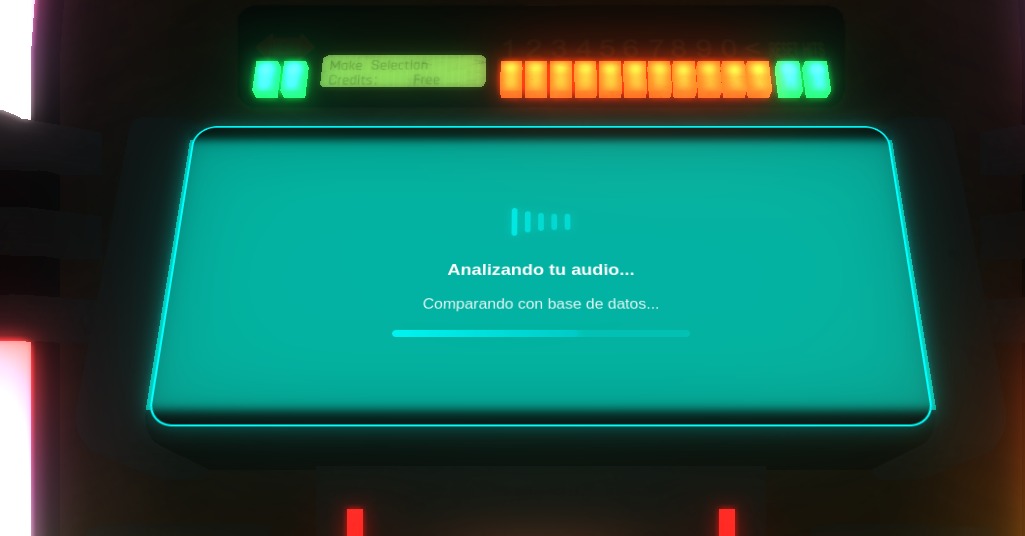 1 2 3 4 5 6 7 8 9 0 <
Make Selection
Credits: Free
Analizando tu audio...
Comparando con base de datos...